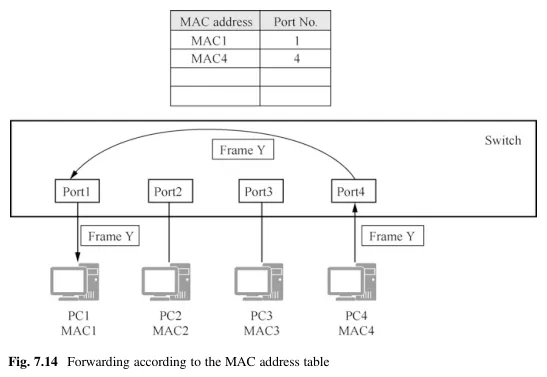 MAC address Port No.
MAC1 1
MAC4 4
Switch
Frame Y
Port1 Port2 Port3 Port4
Frame Y Frame Y
PC1 PC2 PC3 PC4
MAC1 MAC2 MAC3 MAC4
Fig. 7.14 Forwarding according to the MAC address table